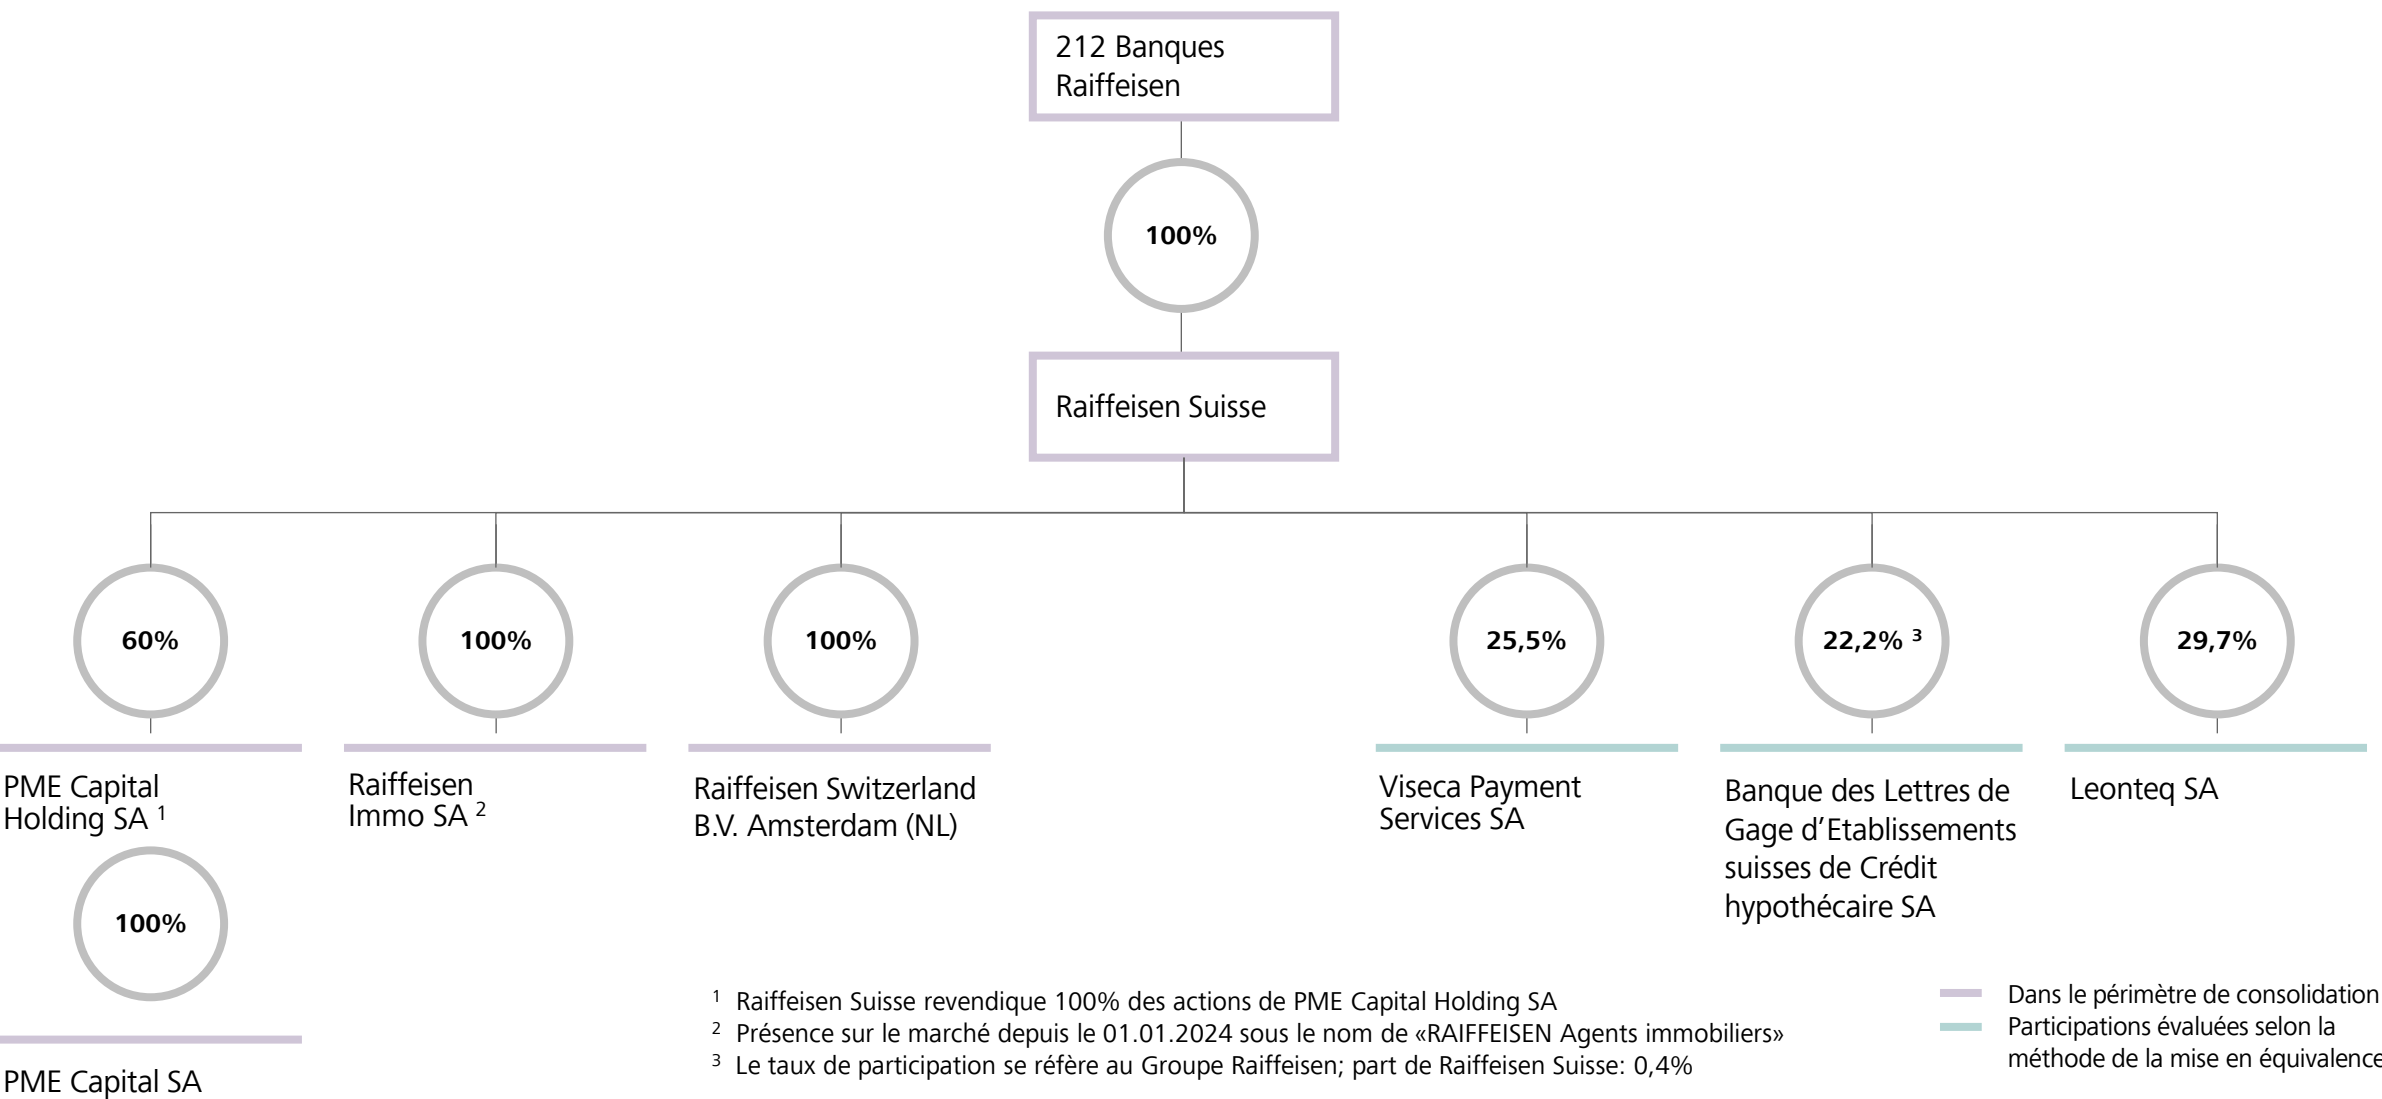 212 Banques
Raiffeisen
100%
Raiffeisen Suisse
60%
100%
100%
25,5%
22,2% 3
29,7%
PME Capital
Holding SA 1
Raiffeisen
Immo SA 2
Raiffeisen Switzerland
B.V. Amsterdam (NL)
Viseca Payment
Services SA
Banque des Lettres de
Gage d’Etablissements
suisses de Crédit
hypothécaire SA
Leonteq SA
100%
PME Capital SA
1 Raiffeisen Suisse revendique 100% des actions de PME Capital Holding SA
2 Présence sur le marché depuis le 01.01.2024 sous le nom de «RAIFFEISEN Agents immobiliers»
3 Le taux de participation se réfère au Groupe Raiffeisen; part de Raiffeisen Suisse: 0,4%
Dans le périmètre de consolidation
Participations évaluées selon la
méthode de la mise en équivalence